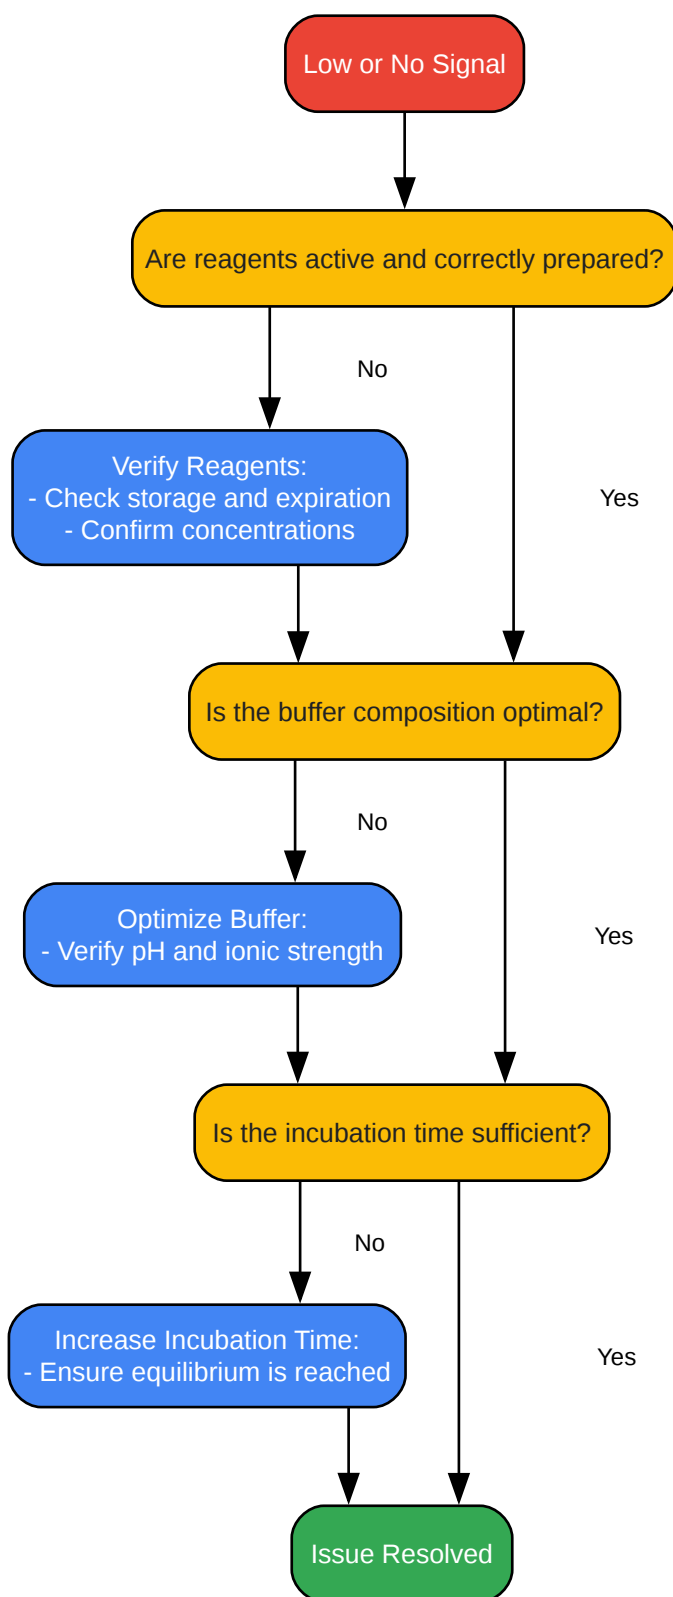 Low or No Signal
Are reagents active and correctly prepared?
No
Verify Reagents:
- Check storage and expiration
- Confirm concentrations
Yes
Is the buffer composition optimal?
No
Optimize Buffer:
- Verify pH and ionic strength
Yes
Is the incubation time sufficient?
No
Increase Incubation Time:
- Ensure equilibrium is reached
Yes
Issue Resolved